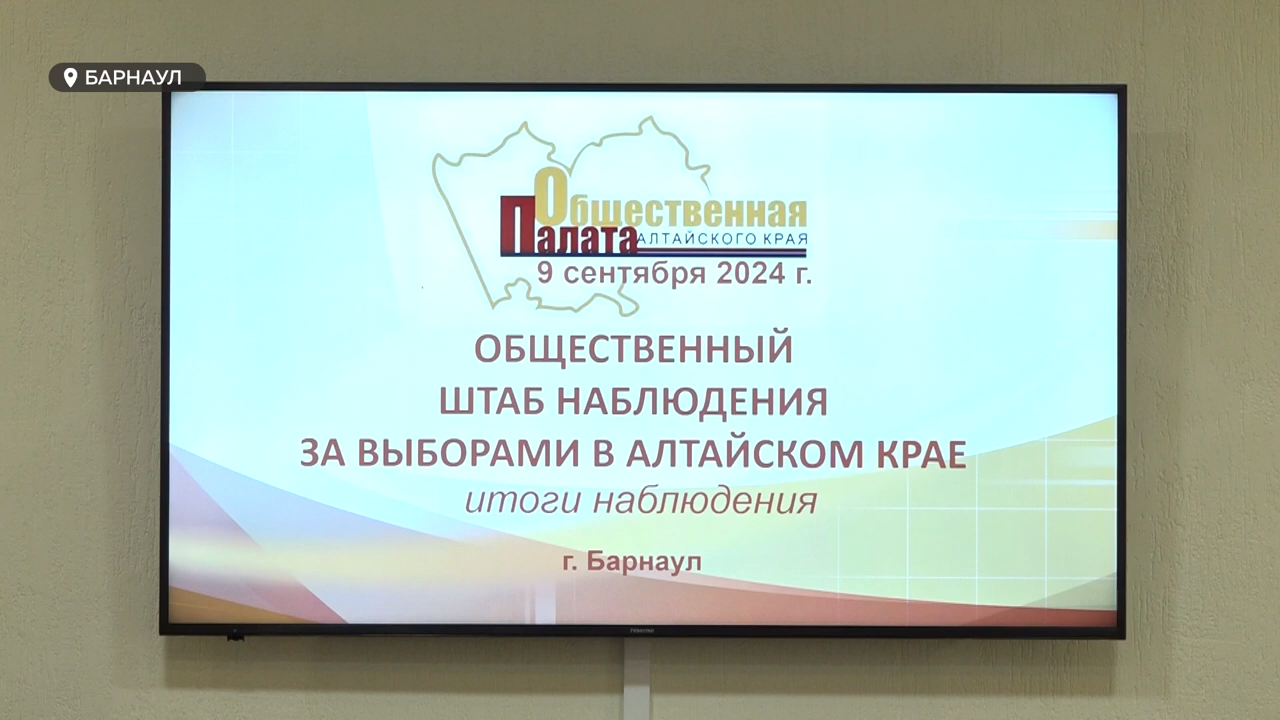 БАРНАУЛ
Общественная
Палата АЛТАЙСКОГО КРАЯ
9 сентября 2024 г.
ОБЩЕСТВЕННЫЙ
ШТАБ НАБЛЮДЕНИЯ
ЗА ВЫБОРАМИ В АЛТАЙСКОМ КРАЕ
итоги наблюдения
г. Барнаул